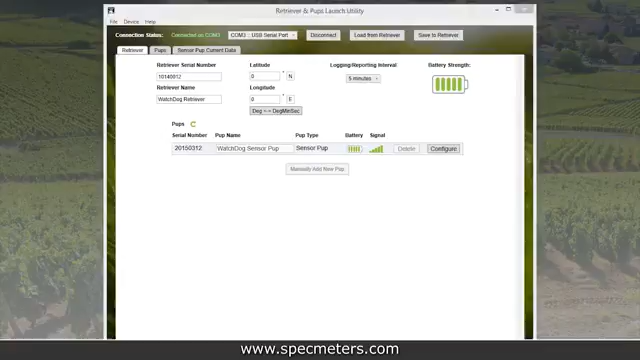 Retriever & Pups Launch Utility
File Device Help
Connection Status: Connected on COM3 COM3 : USB Serial Port Disconnect Load from Retriever Save to Retriever
Retriever Pups Sensor Pup Current Data
Retriever Serial Number Latitude Logging/Reporting Interval Battery Strength:
10140012 0 ° N 5 minutes
Retriever Name Longitude
WatchDog Retriever 0 ° E
Deg <-> DegMinSec
Pups
Serial Number Pup Name Pup Type Battery Signal
20150312 WatchDog Sensor Pup Sensor Pup Delete Configure
Manually Add New Pup
www.specmeters.com